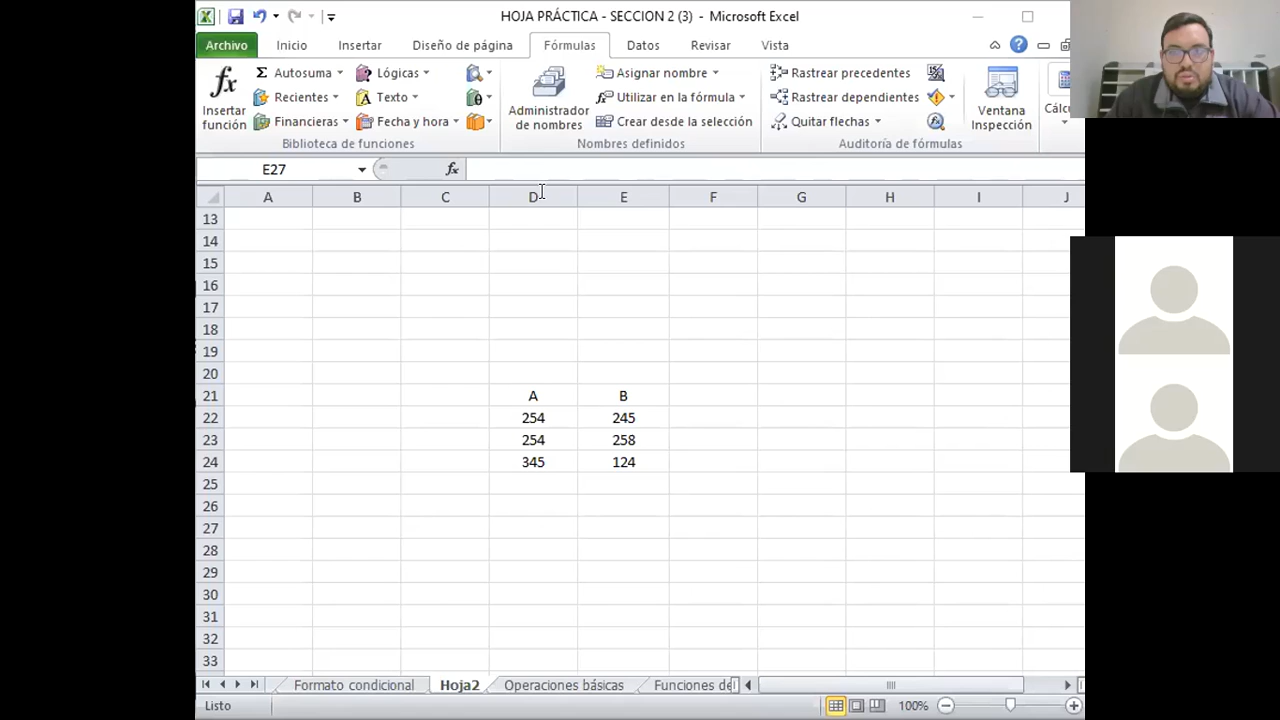 HOJA PRÁCTICA - SECCION 2 (3) - Microsoft Excel
Archivo Inicio Insertar Diseño de página Fórmulas Datos Revisar Vista
fx Insertar función
Σ Autosuma
Recientes
Financieras
Lógicas
Texto
Fecha y hora
Biblioteca de funciones
Administrador de nombres
Asignar nombre
Utilizar en la fórmula
Crear desde la selección
Nombres definidos
Rastrear precedentes
Rastrear dependientes
Quitar flechas
Ventana Inspección
Auditoría de fórmulas
E27 fx
A B C D E F G H I J
13
14
15
16
17
18
19
20
21 A B
22 254 245
23 254 258
24 345 124
25
26
27
28
29
30
31
32
33
Formato condicional Hoja2 Operaciones básicas Funciones de
Listo 100%